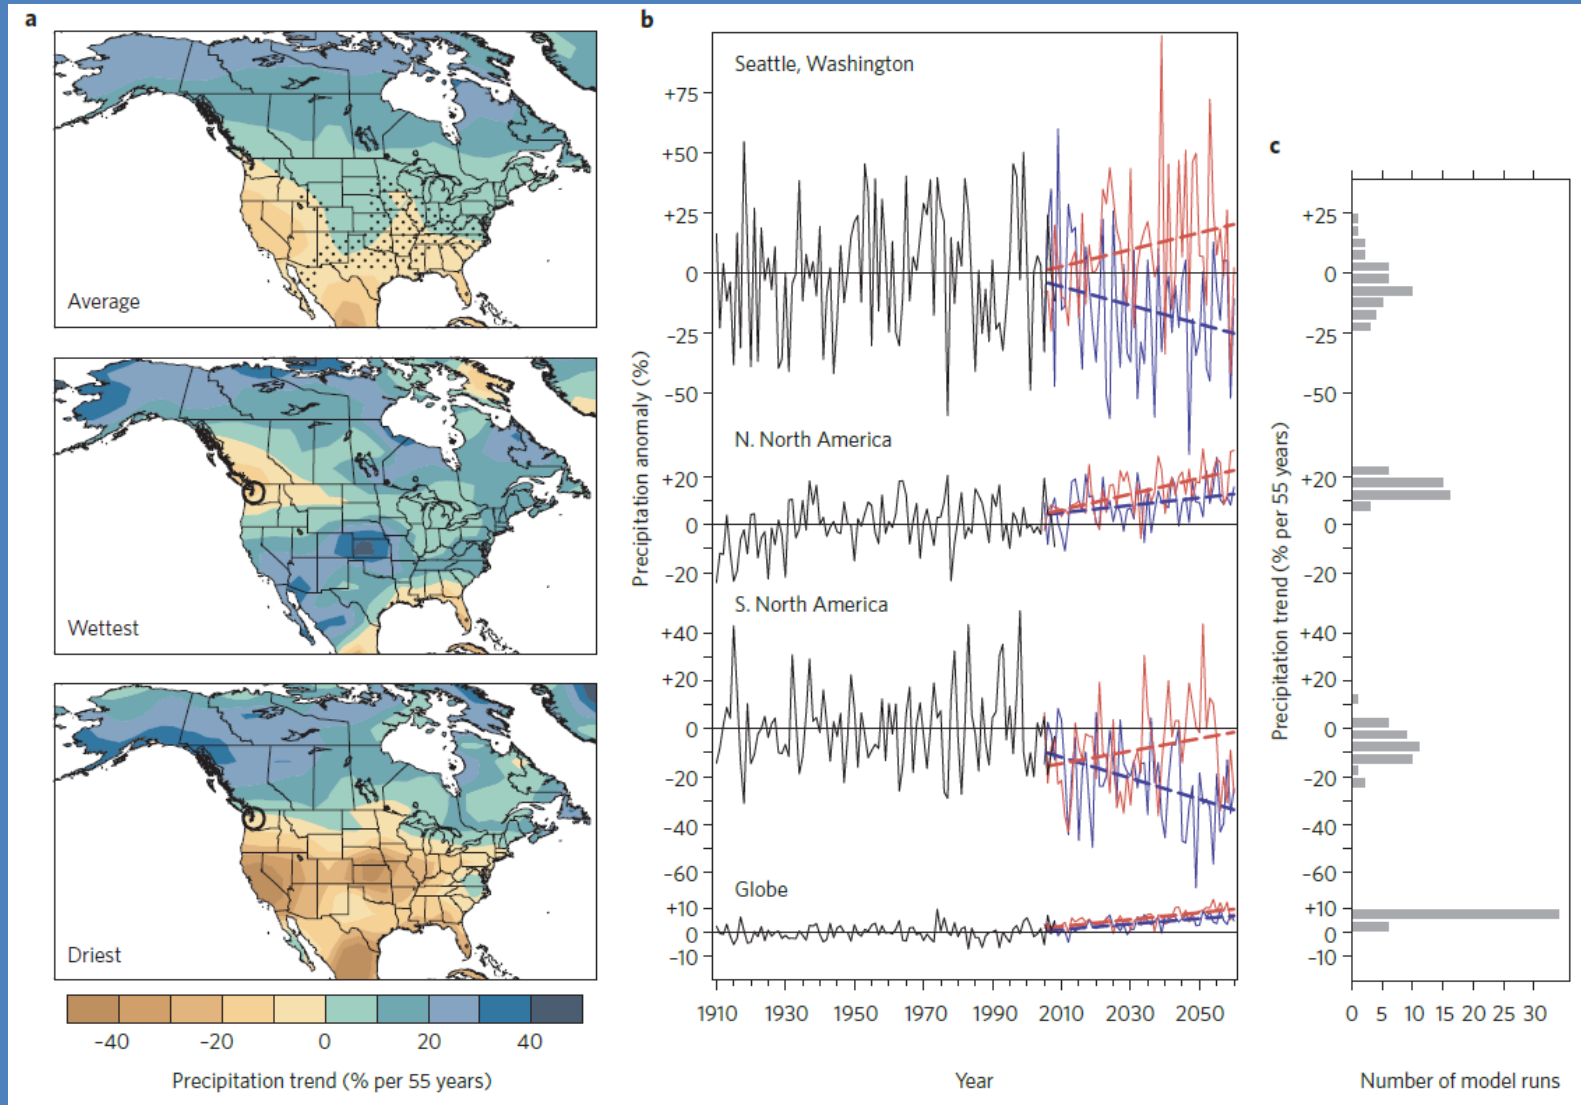 a
Average
Wettest
Driest
−40 −20 0 20 40
Precipitation trend (% per 55 years)
b
Precipitation anomaly (%)
Seattle, Washington
+75
+50
+25
0
−25
−50
N. North America
+20
0
−20
S. North America
+40
+20
0
−20
−40
−60
Globe
+10
0
−10
1910 1930 1950 1970 1990 2010 2030 2050
Year
c
Precipitation trend (% per 55 years)
+25
0
−25
−50
+20
0
−20
+40
+20
0
−20
−40
−60
+10
0
−10
0 5 10 15 20 25 30
Number of model runs